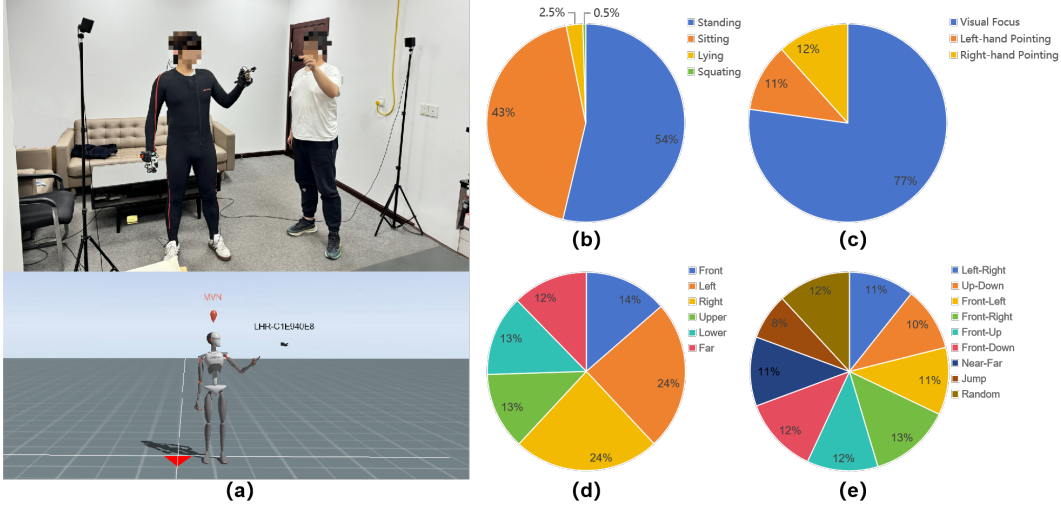 MVN
LHR-C1E940E8
(a)
2.5%
0.5%
43%
54%
Standing
Sitting
Lying
Squating
(b)
12%
11%
77%
Visual Focus
Left-hand Pointing
Right-hand Pointing
(c)
12%
14%
13%
24%
13%
24%
Front
Left
Right
Upper
Lower
Far
(d)
12%
11%
8%
10%
11%
11%
12%
13%
12%
Left-Right
Up-Down
Front-Left
Front-Right
Front-Up
Front-Down
Near-Far
Jump
Random
(e)